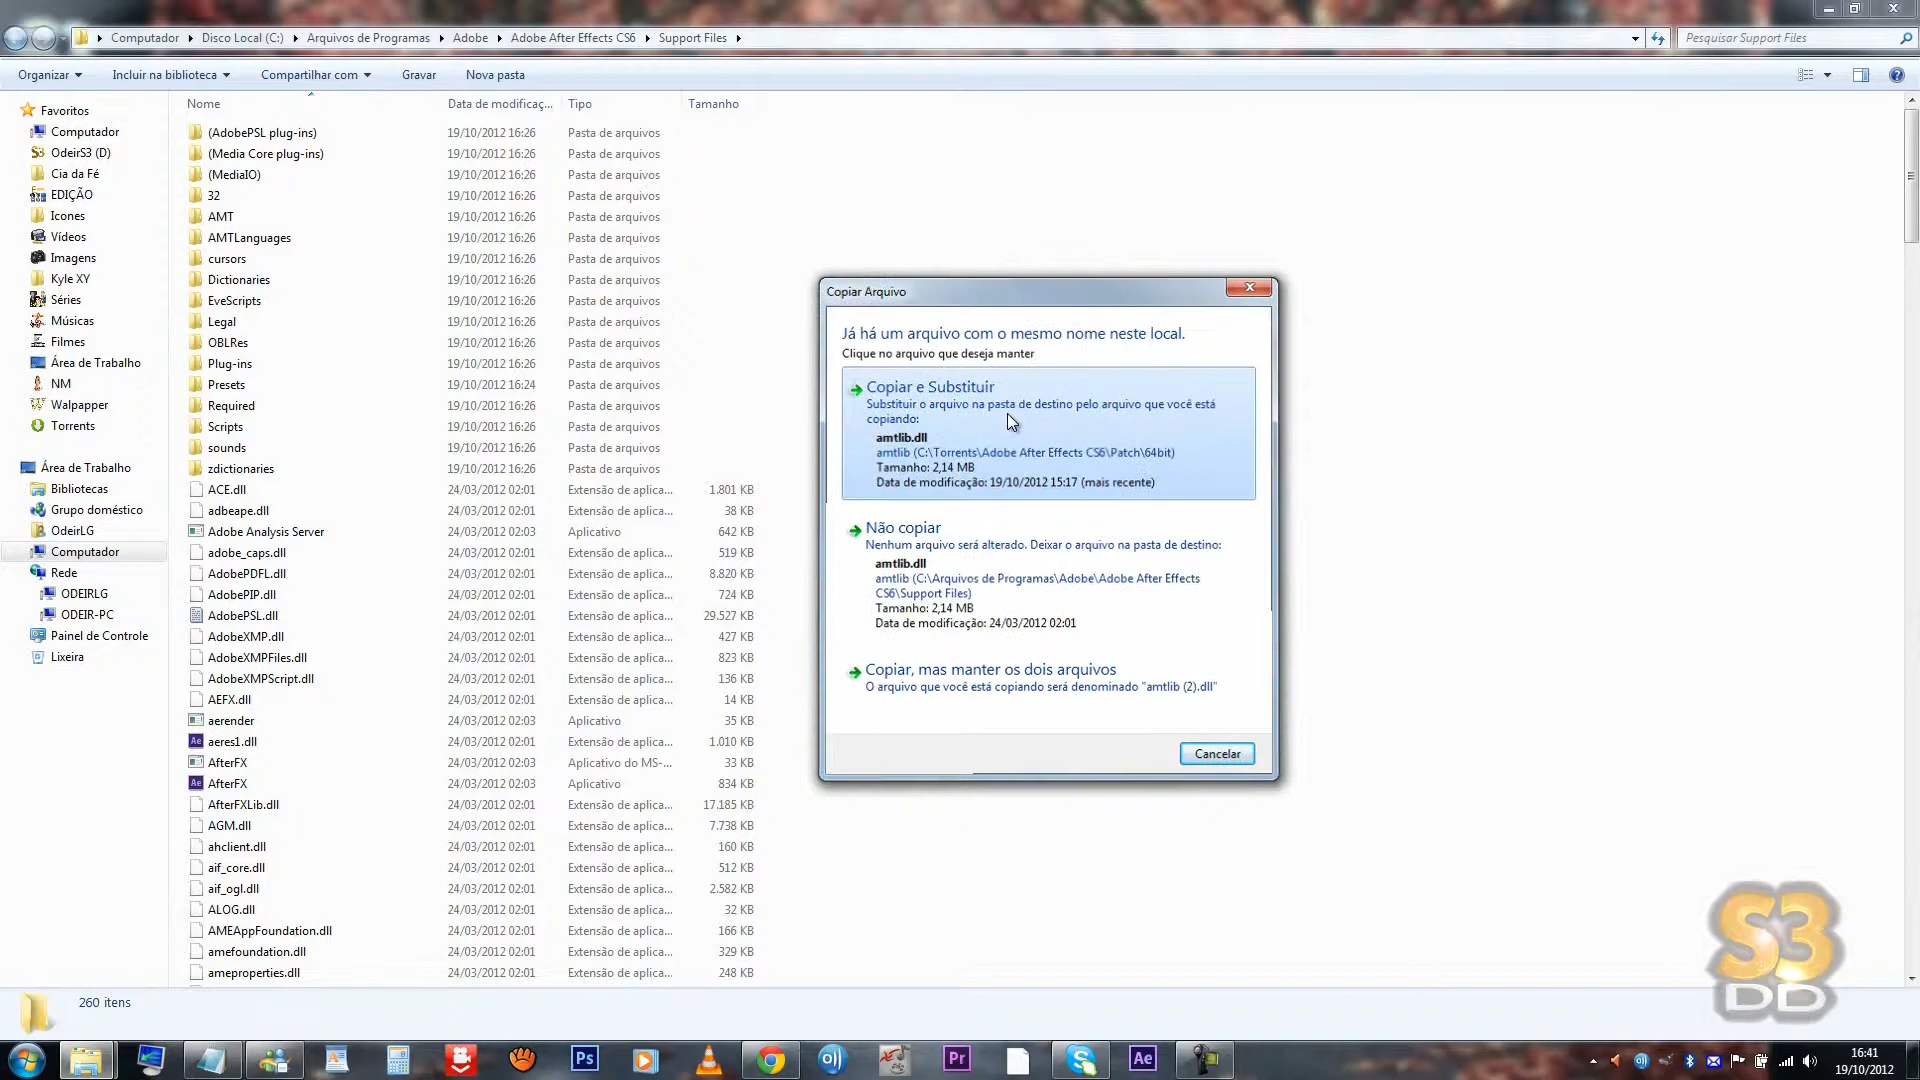 Computador Disco Local (C:) Arquivos de Programas Adobe Adobe After Effects CS6 Support Files
Pesquisar Support Files
Organizar Incluir na biblioteca Compartilhar com Gravar Nova pasta
Nome Data de modificaç... Tipo Tamanho
Favoritos
Computador
OdeirS3 (D)
Cia da Fé
EDIÇÃO
Icones
Vídeos
Imagens
Kyle XY
Séries
Músicas
Filmes
Área de Trabalho
NM
Walpapper
Torrents
Área de Trabalho
Bibliotecas
Grupo doméstico
OdeirLG
Computador
Rede
ODEIRLG
ODEIR-PC
Painel de Controle
Lixeira
(AdobePSL plug-ins) 19/10/2012 16:26 Pasta de arquivos
(Media Core plug-ins) 19/10/2012 16:26 Pasta de arquivos
(MediaIO) 19/10/2012 16:26 Pasta de arquivos
32 19/10/2012 16:26 Pasta de arquivos
AMT 19/10/2012 16:26 Pasta de arquivos
AMTLanguages 19/10/2012 16:26 Pasta de arquivos
cursors 19/10/2012 16:26 Pasta de arquivos
Dictionaries 19/10/2012 16:26 Pasta de arquivos
EveScripts 19/10/2012 16:26 Pasta de arquivos
Legal 19/10/2012 16:26 Pasta de arquivos
OBLRes 19/10/2012 16:26 Pasta de arquivos
Plug-ins 19/10/2012 16:26 Pasta de arquivos
Presets 19/10/2012 16:24 Pasta de arquivos
Required 19/10/2012 16:26 Pasta de arquivos
Scripts 19/10/2012 16:26 Pasta de arquivos
sounds 19/10/2012 16:26 Pasta de arquivos
zdictionaries 19/10/2012 16:26 Pasta de arquivos
ACE.dll 24/03/2012 02:01 Extensão de aplica... 1.801 KB
adbeape.dll 24/03/2012 02:01 Extensão de aplica... 38 KB
Adobe Analysis Server 24/03/2012 02:03 Aplicativo 642 KB
adobe_caps.dll 24/03/2012 02:01 Extensão de aplica... 519 KB
AdobePDFL.dll 24/03/2012 02:01 Extensão de aplica... 8.820 KB
AdobePIP.dll 24/03/2012 02:01 Extensão de aplica... 724 KB
AdobePSL.dll 24/03/2012 02:01 Extensão de aplica... 29.527 KB
AdobeXMP.dll 24/03/2012 02:01 Extensão de aplica... 427 KB
AdobeXMPFiles.dll 24/03/2012 02:01 Extensão de aplica... 823 KB
AdobeXMPScript.dll 24/03/2012 02:01 Extensão de aplica... 136 KB
AEFX.dll 24/03/2012 02:01 Extensão de aplica... 14 KB
aerender 24/03/2012 02:03 Aplicativo 35 KB
aeres1.dll 24/03/2012 02:01 Extensão de aplica... 1.010 KB
AfterFX 24/03/2012 02:01 Aplicativo do MS-... 33 KB
AfterFX 24/03/2012 02:03 Aplicativo 834 KB
AfterFXLib.dll 24/03/2012 02:01 Extensão de aplica... 17.185 KB
AGM.dll 24/03/2012 02:01 Extensão de aplica... 7.738 KB
ahclient.dll 24/03/2012 02:01 Extensão de aplica... 160 KB
aif_core.dll 24/03/2012 02:01 Extensão de aplica... 512 KB
aif_ogl.dll 24/03/2012 02:01 Extensão de aplica... 2.582 KB
ALOG.dll 24/03/2012 02:01 Extensão de aplica... 32 KB
AMEAppFoundation.dll 24/03/2012 02:01 Extensão de aplica... 166 KB
amefoundation.dll 24/03/2012 02:01 Extensão de aplica... 329 KB
ameproperties.dll 24/03/2012 02:01 Extensão de aplica... 248 KB
Copiar Arquivo
Já há um arquivo com o mesmo nome neste local.
Clique no arquivo que deseja manter
Copiar e Substituir
Substituir o arquivo na pasta de destino pelo arquivo que você está
copiando:
amtlib.dll
amtlib (C:\Torrents\Adobe After Effects CS6\Patch\64bit)
Tamanho: 2,14 MB
Data de modificação: 19/10/2012 15:17 (mais recente)
Não copiar
Nenhum arquivo será alterado. Deixar o arquivo na pasta de destino:
amtlib.dll
amtlib (C:\Arquivos de Programas\Adobe\Adobe After Effects
CS6\Support Files)
Tamanho: 2,14 MB
Data de modificação: 24/03/2012 02:01
Copiar, mas manter os dois arquivos
O arquivo que você está copiando será denominado "amtlib (2).dll"
Cancelar
S3
DD
260 itens
Ps
Pr
Ae
16:41
19/10/2012